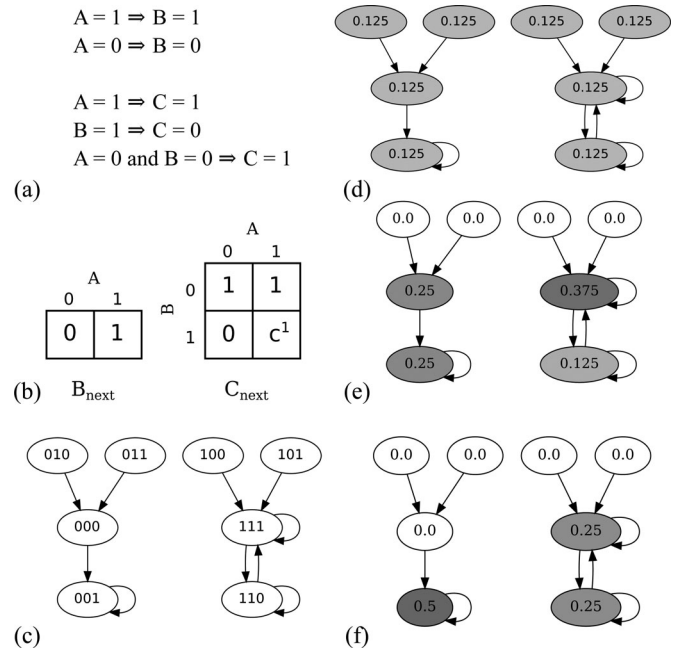 A = 1 ⇒ B = 1
A = 0 ⇒ B = 0
A = 1 ⇒ C = 1
B = 1 ⇒ C = 0
A = 0 and B = 0 ⇒ C = 1
(a)
A
0 1
0 1
B_next
A
0 1
B
0 1 1
1 0 c¹
C_next
(b)
010 011 100 101
000 111
001 110
(c)
0.125 0.125 0.125 0.125
0.125 0.125
0.125 0.125
(d)
0.0 0.0 0.0 0.0
0.25 0.375
0.25 0.125
(e)
0.0 0.0 0.0 0.0
0.0 0.25
0.5 0.25
(f)